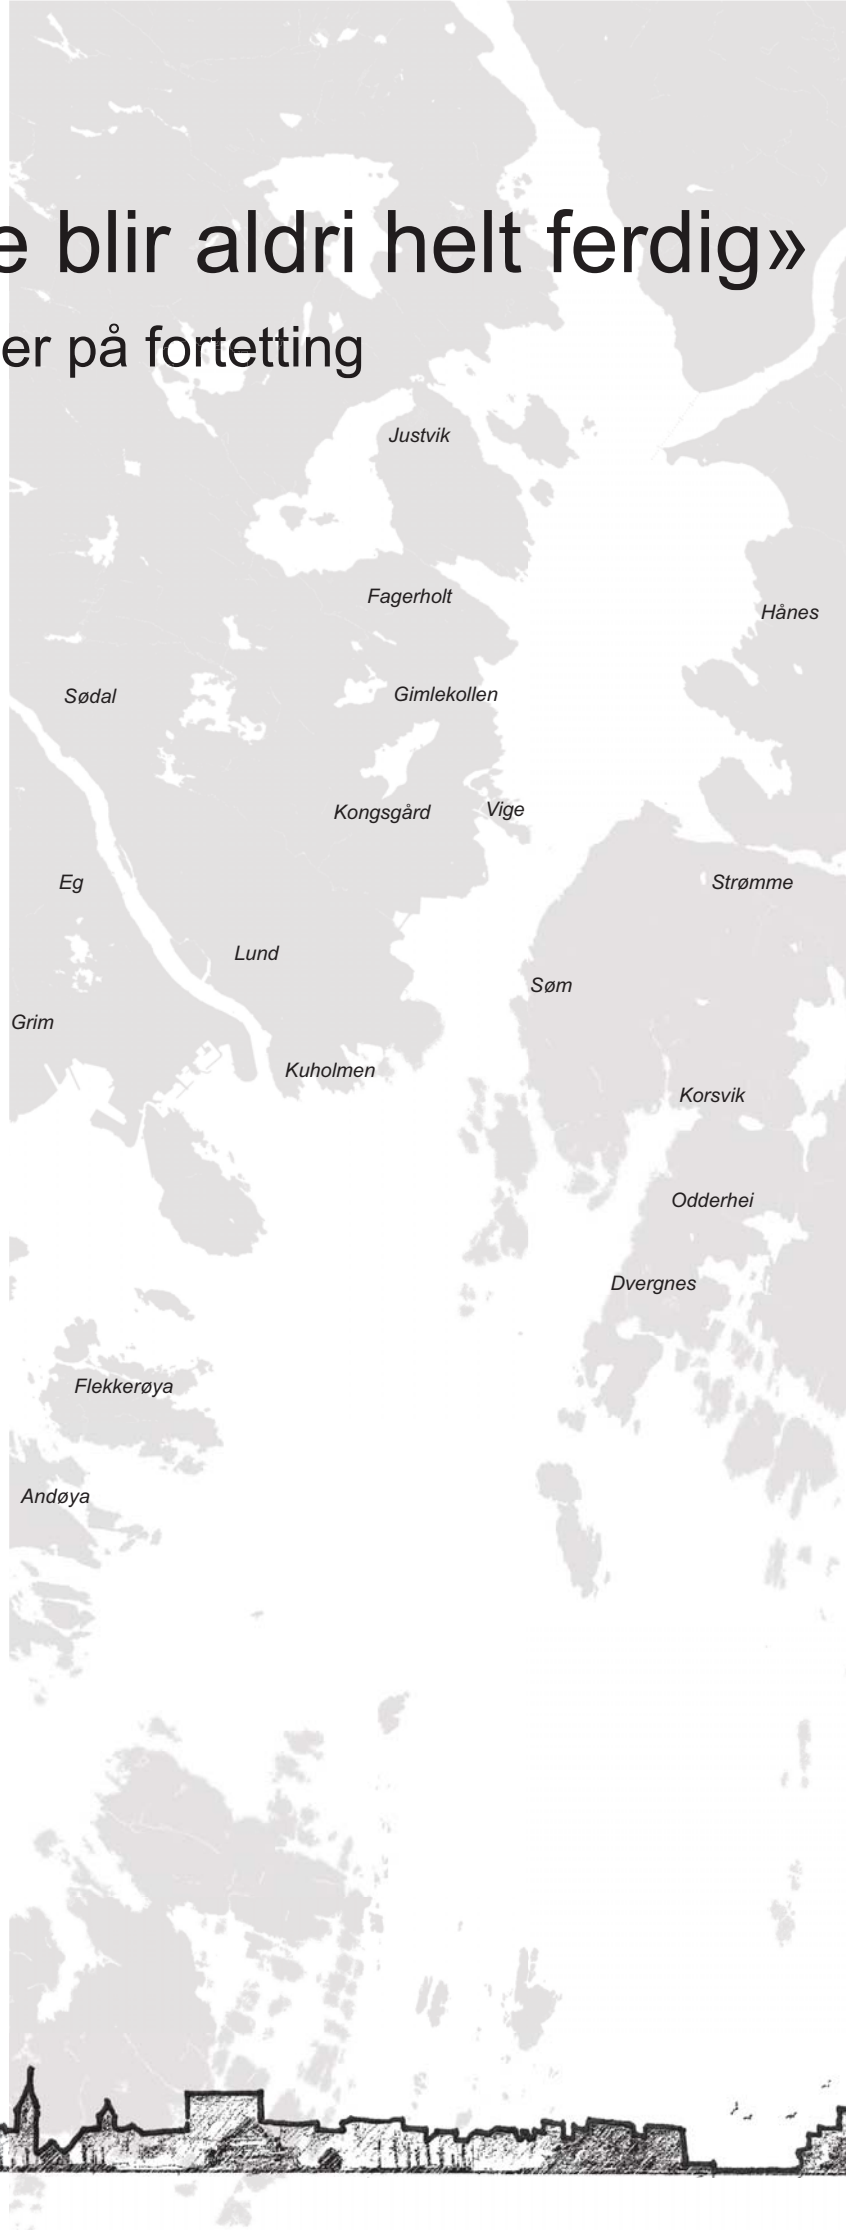 e blir aldri helt ferdig»
er på fortetting
Justvik
Fagerholt
Hånes
Sødal
Gimlekollen
Kongsgård
Vige
Eg
Strømme
Lund
Søm
Grim
Kuholmen
Korsvik
Odderhei
Dvergnes
Flekkerøya
Andøya